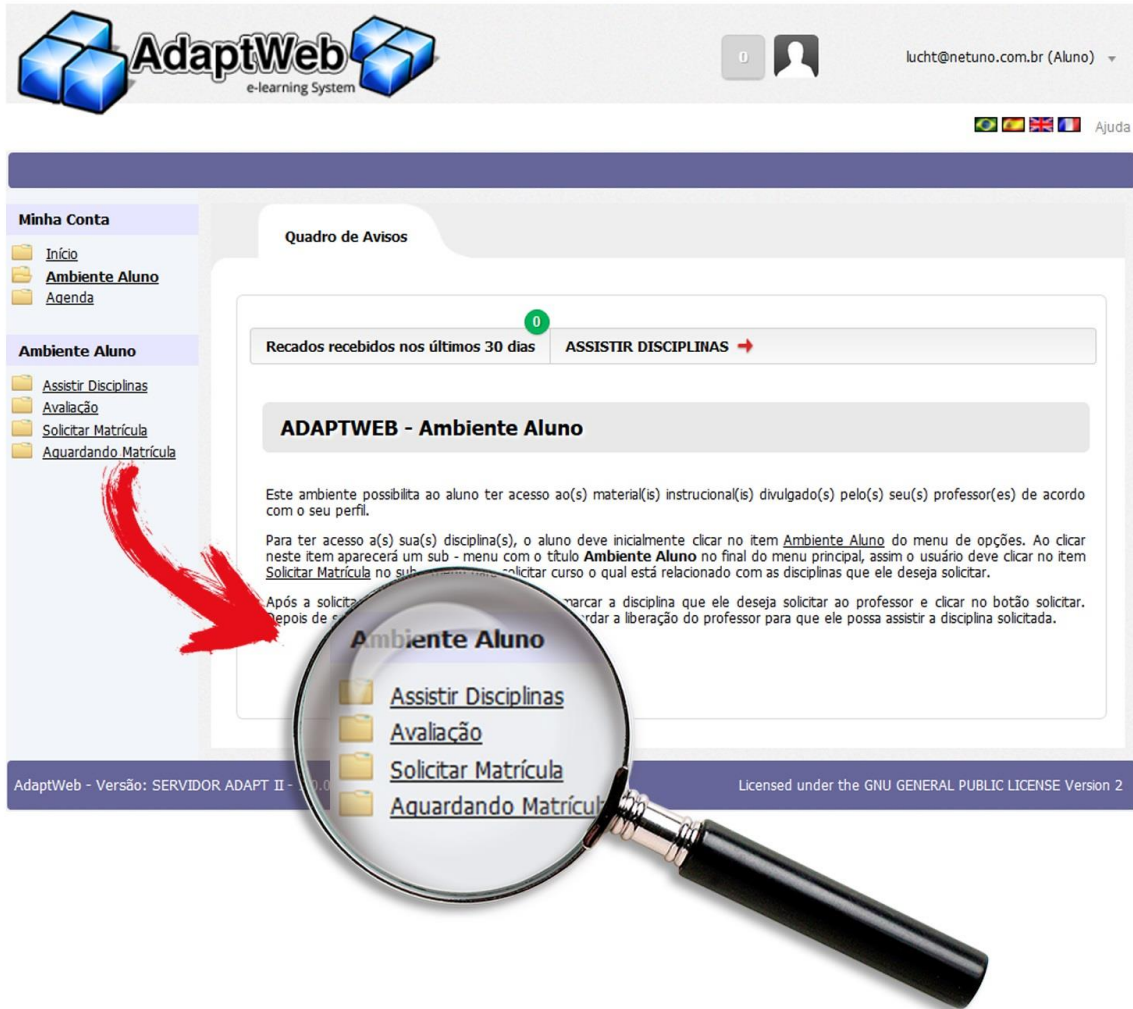 AdaptWeb
e-learning System
0
lucht@netuno.com.br (Aluno)
Ajuda
Minha Conta
Início
Ambiente Aluno
Agenda
Ambiente Aluno
Assistir Disciplinas
Avaliação
Solicitar Matrícula
Aguardando Matrícula
Quadro de Avisos
0
Recados recebidos nos últimos 30 dias
ASSISTIR DISCIPLINAS
ADAPTWEB - Ambiente Aluno
Este ambiente possibilita ao aluno ter acesso ao(s) material(is) instrucional(is) divulgado(s) pelo(s) seu(s) professor(es) de acordo
com o seu perfil.
Para ter acesso a(s) sua(s) disciplina(s), o aluno deve inicialmente clicar no item Ambiente Aluno do menu de opções. Ao clicar
neste item aparecerá um sub - menu com o título Ambiente Aluno no final do menu principal, assim o usuário deve clicar no item
Solicitar Matrícula no sub - menu para solicitar curso o qual está relacionado com as disciplinas que ele deseja solicitar.
Após a marcar a disciplina que ele deseja solicitar ao professor e clicar no botão solicitar.
Depois de a liberação do professor para que ele possa assistir a disciplina solicitada.
Ambiente Aluno
Assistir Disciplinas
Avaliação
Solicitar Matrícula
Aguardando
AdaptWeb - Versão: SERVIDOR ADAPT II -
Licensed under the GNU GENERAL PUBLIC LICENSE Version 2